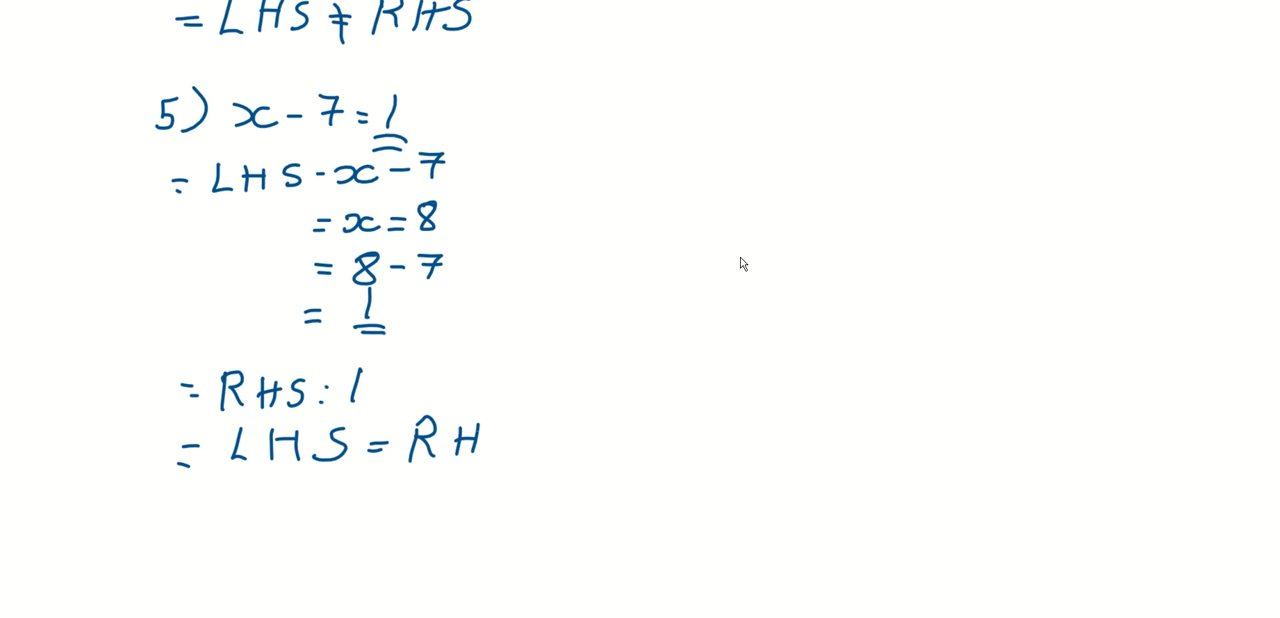 = LHS ≠ RHS
5) x - 7 = 1
= LHS - x - 7
= x = 8
= 8 - 7
= 1
= RHS : 1
= LHS = RH